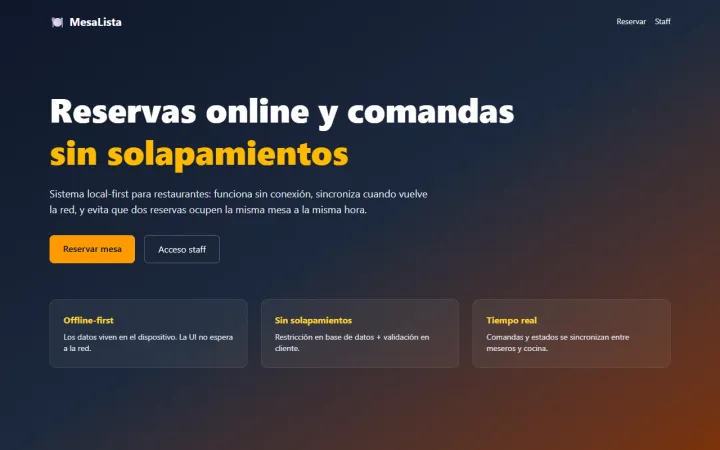 MesaLista
Reservar
Staff
Reservas online y comandas
sin solapamientos
Sistema local-first para restaurantes: funciona sin conexión, sincroniza cuando vuelve
la red, y evita que dos reservas ocupen la misma mesa a la misma hora.
Reservar mesa
Acceso staff
Offline-first
Los datos viven en el dispositivo. La UI no espera
a la red.
Sin solapamientos
Restricción en base de datos + validación en
cliente.
Tiempo real
Comandas y estados se sincronizan entre
meseros y cocina.